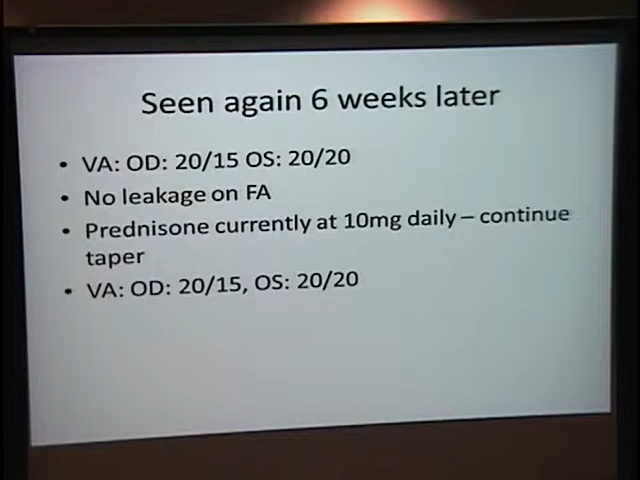 Seen again 6 weeks later
• VA: OD: 20/15 OS: 20/20
• No leakage on FA
• Prednisone currently at 10mg daily – continue
taper
• VA: OD: 20/15, OS: 20/20